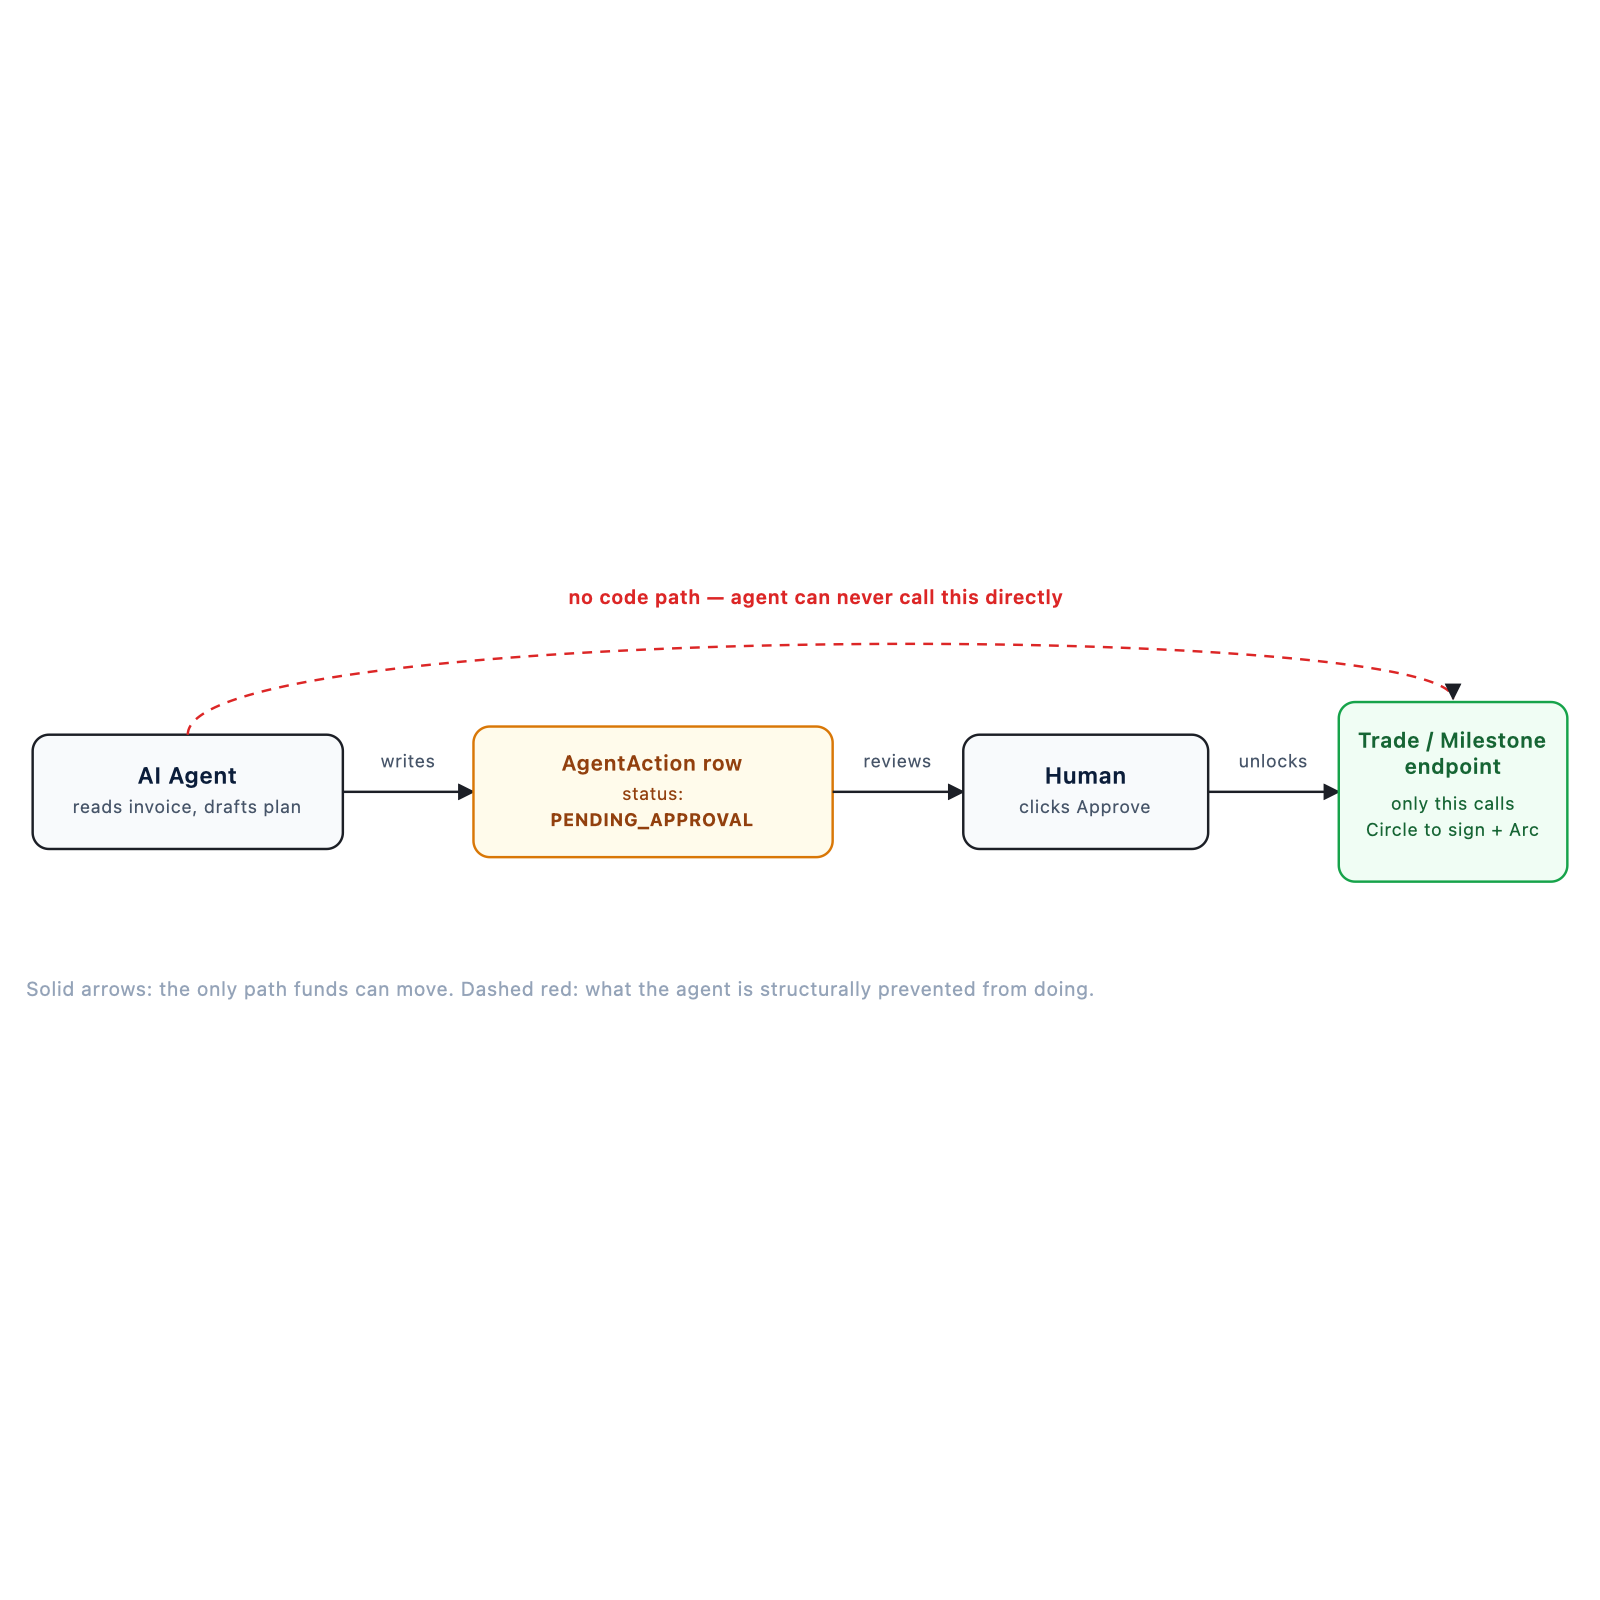 no code path — agent can never call this directly
AI Agent
reads invoice, drafts plan
writes
AgentAction row
status:
PENDING_APPROVAL
reviews
Human
clicks Approve
unlocks
Trade / Milestone
endpoint
only this calls
Circle to sign + Arc
Solid arrows: the only path funds can move. Dashed red: what the agent is structurally prevented from doing.